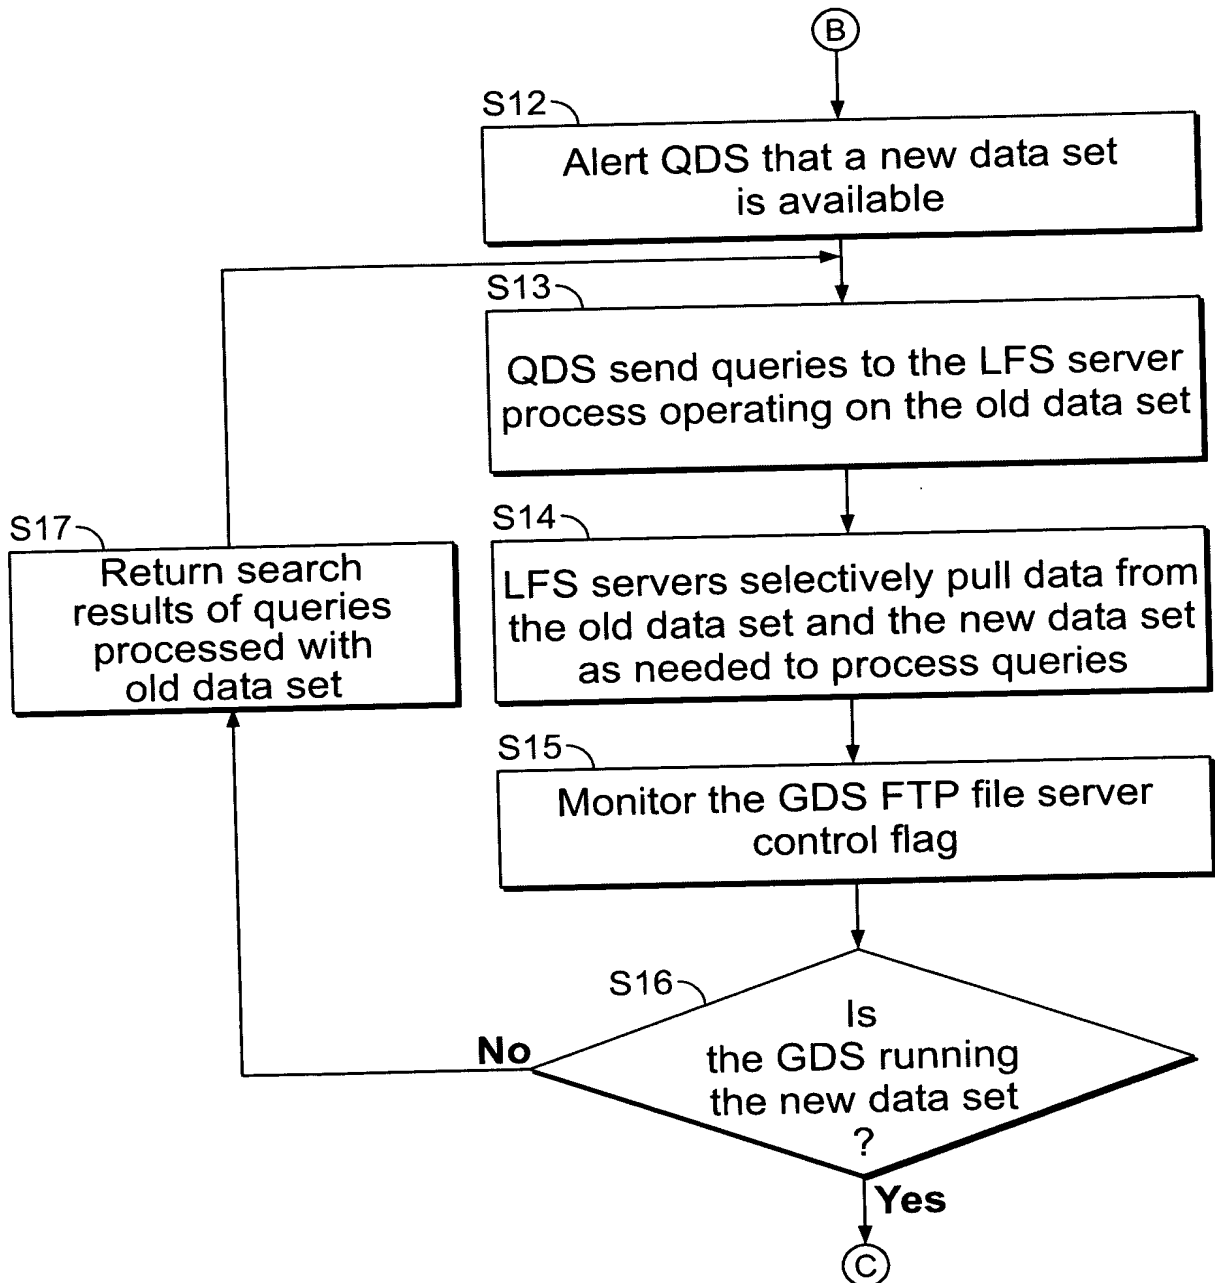 B
S12
Alert QDS that a new data set
is available
S13
QDS send queries to the LFS server
process operating on the old data set
S14
LFS servers selectively pull data from
the old data set and the new data set
as needed to process queries
S17
Return search
results of queries
processed with
old data set
S15
Monitor the GDS FTP file server
control flag
S16
Is
the GDS running
the new data set
?
No
Yes
C